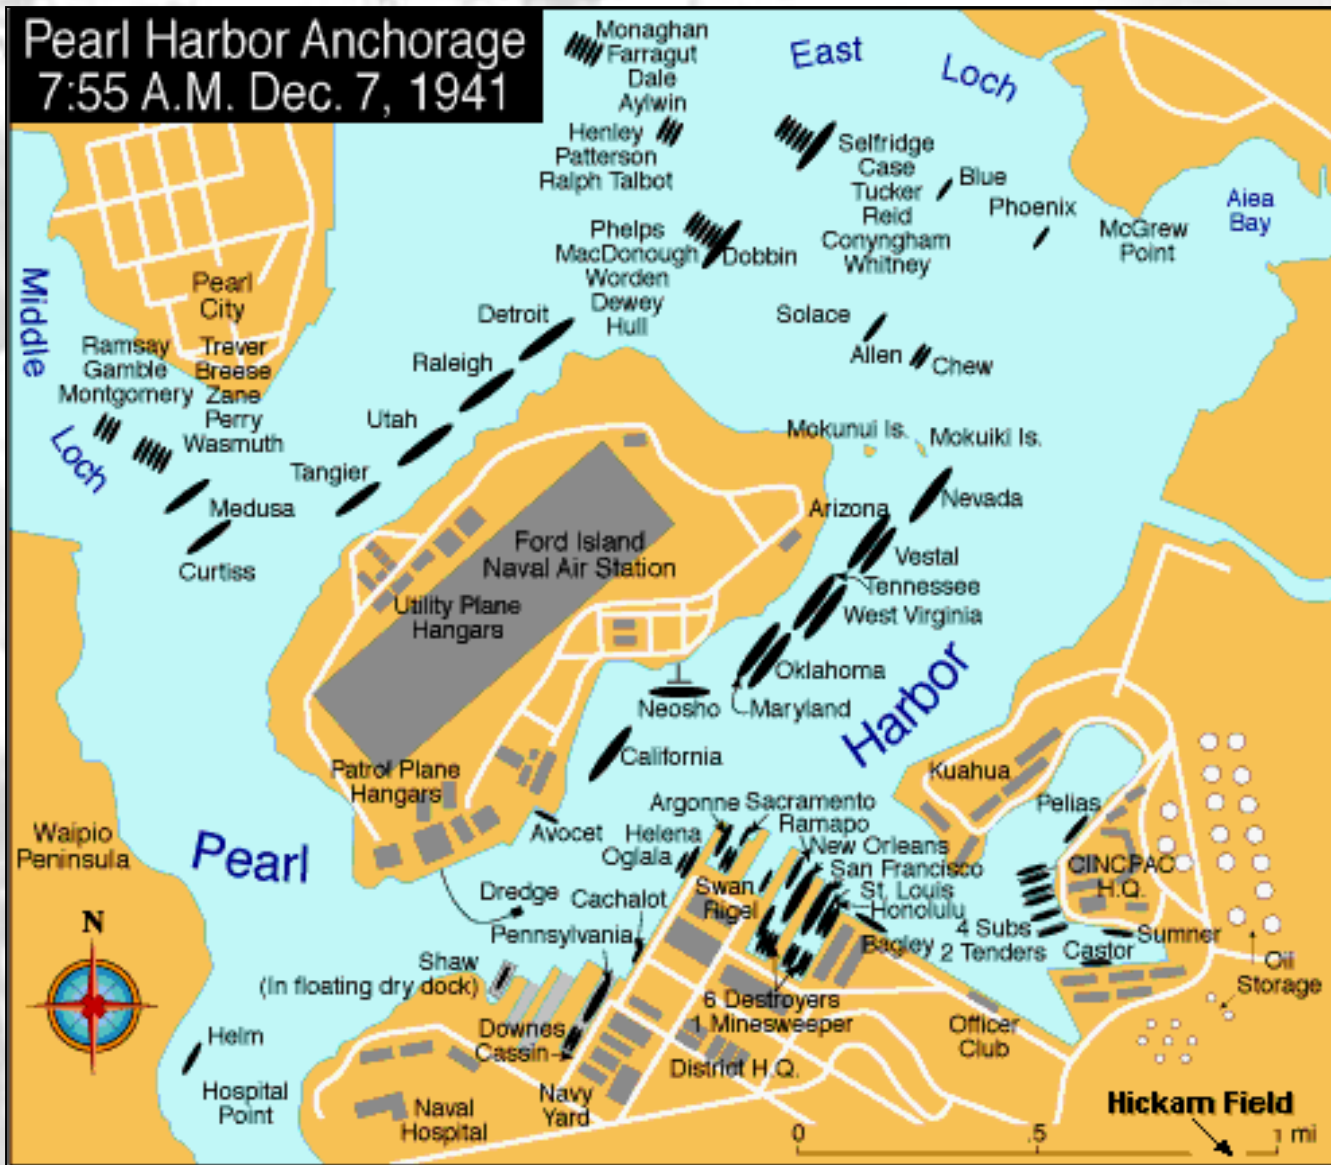 Pearl Harbor Anchorage
7:55 A.M. Dec. 7, 1941
Monaghan
Farragut
Dale
Aylwin
Henley
Patterson
Ralph Talbot
East
Loch
Selfridge
Case
Tucker
Reid
Conyngham
Whitney
Blue
Phoenix
McGrew
Point
Aiea
Bay
Phelps
MacDonough
Worden
Dewey
Hull
Dobbin
Pearl
City
Middle
Loch
Ramsay
Gamble
Montgomery
Trever
Breese
Zane
Perry
Wasmuth
Medusa
Curtiss
Detroit
Raleigh
Utah
Tangier
Solace
Allen
Chew
Mokunui Is.
Mokuiki Is.
Nevada
Arizona
Vestal
Tennessee
West Virginia
Oklahoma
Maryland
Ford Island
Naval Air Station
Utility Plane
Hangars
Neosho
California
Patrol Plane
Hangars
Avocet
Pearl
Harbor
Waipio
Peninsula
Kuahua
Pelias
CINCPAC
H.Q.
4 Subs
2 Tenders
Sumner
Castor
Oil
Storage
Argonne
Sacramento
Ramapo
Helena
Oglala
New Orleans
San Francisco
St. Louis
Honolulu
Swan
Rigel
Bagley
Dredge
Cachalot
Pennsylvania
Shaw
(In floating dry dock)
Downes
Cassin
6 Destroyers
1 Minesweeper
District H.Q.
Officer
Club
Navy
Yard
Naval
Hospital
N
Helm
Hospital
Point
Hickam Field
0
.5
1 mi